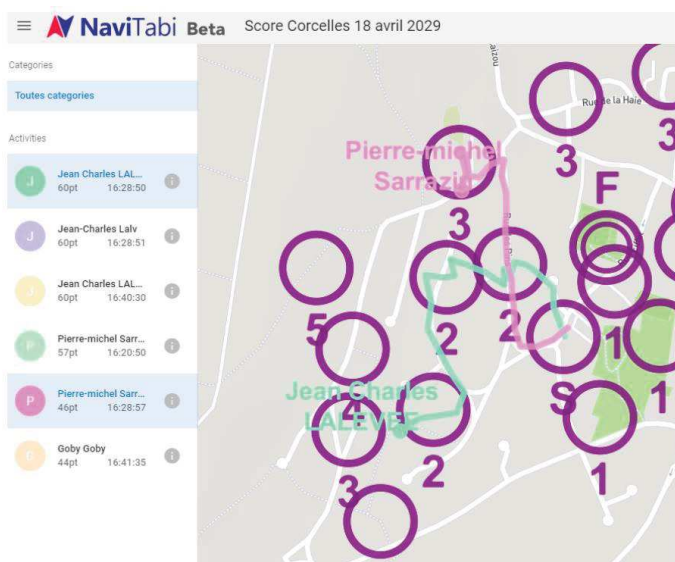 NaviTabi Beta Score Corcelles 18 avril 2029
Categories
Toutes categories
Activities
J
Jean Charles LAL...
60pt 16:28:50
i
J
Jean-Charles Lalv
60pt 16:28:51
i
Jean Charles LAL...
60pt 16:40:30
i
P
Pierre-michel Sarr...
57pt 16:20:50
i
P
Pierre-michel Sarr...
46pt 16:28:57
i
G
Goby Goby
44pt 16:41:35
i
Rue de la Haie
3
3
Pierre-michel
Sarrazin
F
3
5
2
2
1
1
Jean Charles
LALEVEE
4
S
3
2
1